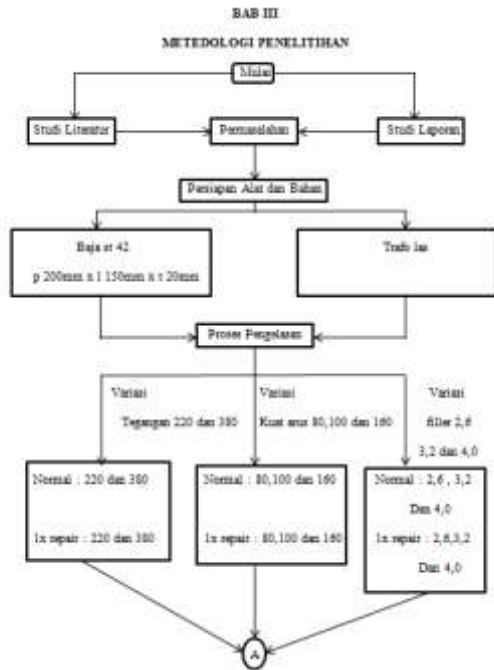 BAB III
METEDOLOGI PENELITIHAN
Mulai
Studi Literatur
Permasalahan
Studi Laporan
Persiapan Alat dan Bahan
Baja st 42
p 200mm x l 150mm x t 20mm
Trafo las
Proses Pengelasan
Variasi
Tegangan 220 dan 380
Variasi
Kuat arus 80,100 dan 160
Variasi
filler 2,6
3,2 dan 4,0
Normal : 220 dan 380
1x repair : 220 dan 380
Normal : 80,100 dan 160
1x repair : 80,100 dan 160
Normal : 2,6 , 3,2
Dan 4,0
1x repair : 2,6,3,2
Dan 4,0
A